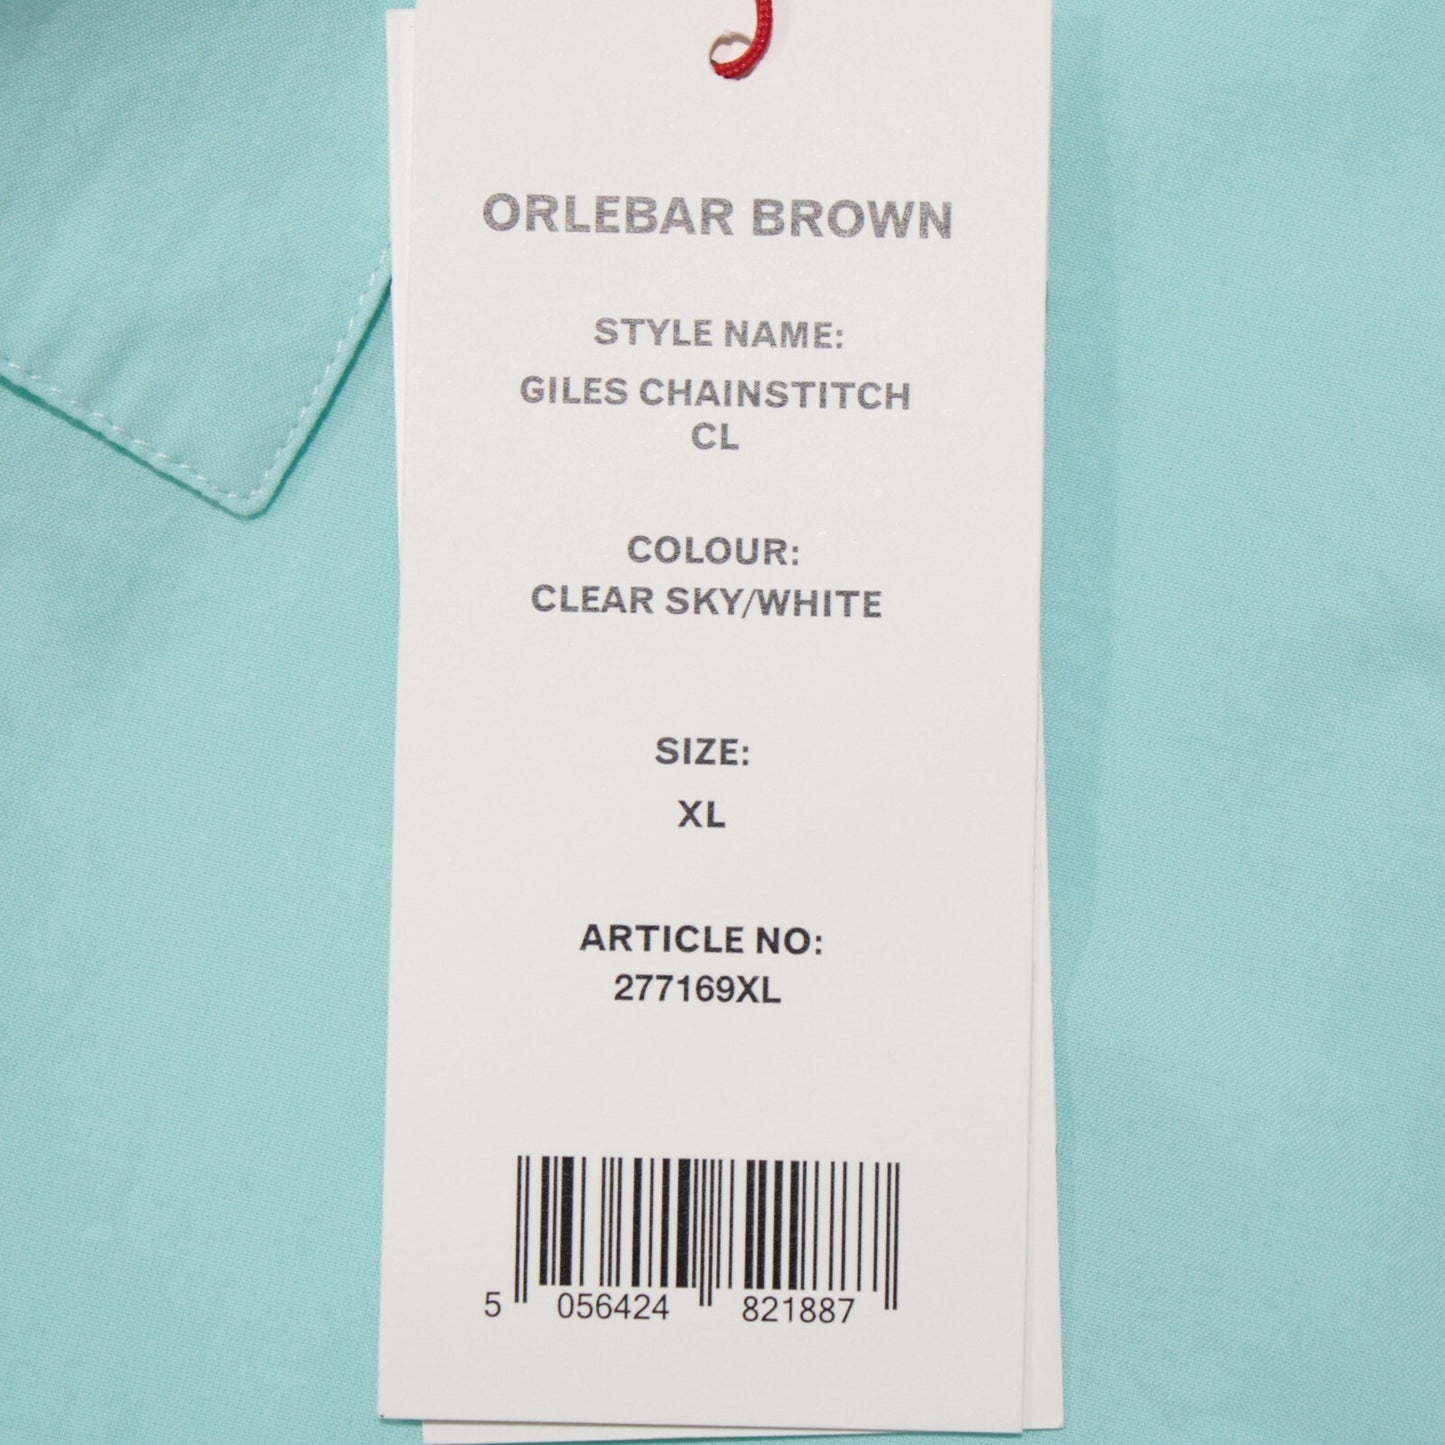 ORLEBAR BROWN
STYLE NAME:
GILES CHAINSTITCH
CL
COLOUR:
CLEAR SKY/WHITE
SIZE:
XL
ARTICLE NO:
277169XL
5 056424 821887